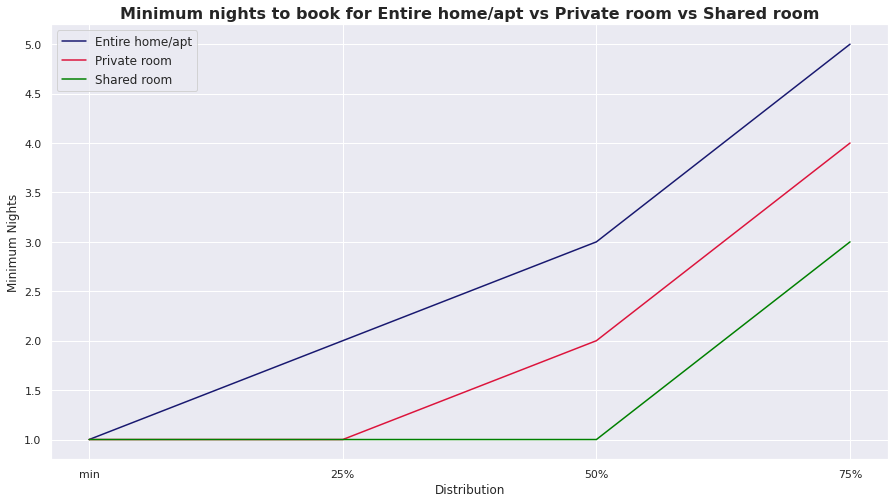 Minimum nights to book for Entire home/apt vs Private room vs Shared room
Entire home/apt
Private room
Shared room
5.0
4.5
4.0
3.5
3.0
2.5
2.0
1.5
1.0
Minimum Nights
min 25% 50% 75%
Distribution